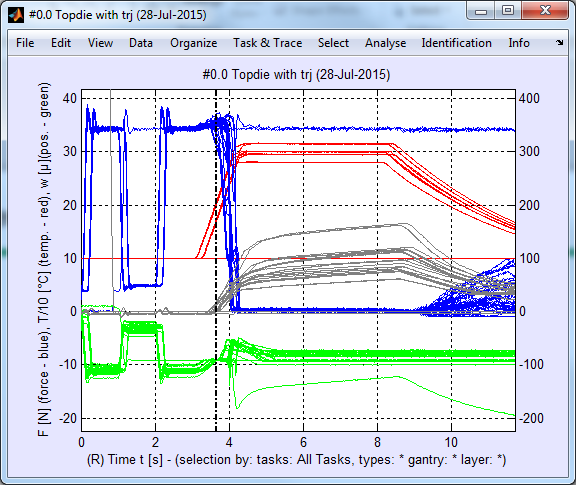 #0.0 Topdie with trj (28-Jul-2015)
File Edit View Data Organize Task & Trace Select Analyse Identification Info
#0.0 Topdie with trj (28-Jul-2015)
F [N] (force - blue), T/10 [°C] (temp. - red), w [µ](pos. - green)
40
30
20
10
0
-10
-20
400
300
200
100
0
-100
-200
0 2 4 6 8 10
(R) Time t [s] - (selection by: tasks: All Tasks, types: * gantry: * layer: *)